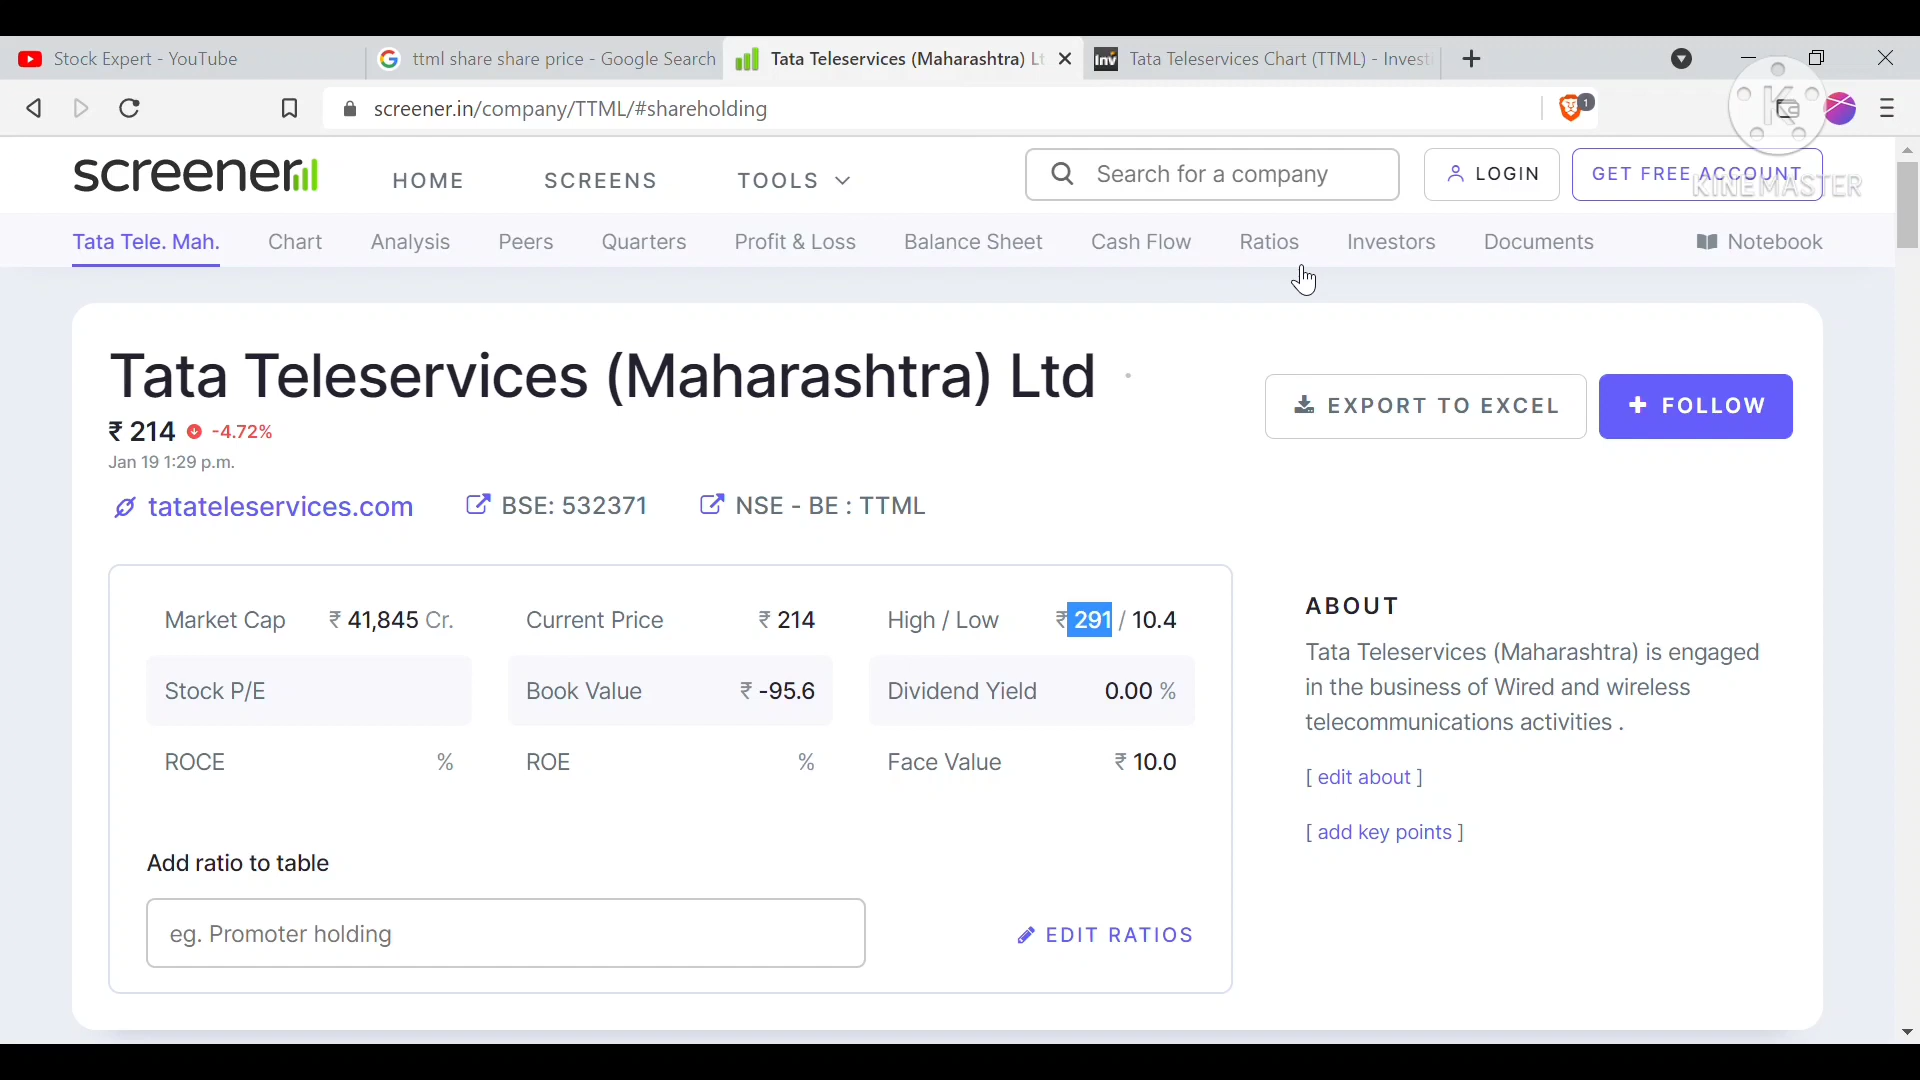 Stock Expert - YouTube
ttml share share price - Google Search
Tata Teleservices (Maharashtra) Lt
Tata Teleservices Chart (TTML) - Invest
screener.in/company/TTML/#shareholding
1
screener
HOME
SCREENS
TOOLS
Search for a company
LOGIN
GET FREE ACCOUNT
KINEMASTER
Tata Tele. Mah.
Chart
Analysis
Peers
Quarters
Profit & Loss
Balance Sheet
Cash Flow
Ratios
Investors
Documents
Notebook
Tata Teleservices (Maharashtra) Ltd
EXPORT TO EXCEL
FOLLOW
₹ 214 -4.72%
Jan 19 1:29 p.m.
tatateleservices.com
BSE: 532371
NSE - BE : TTML
Market Cap ₹ 41,845 Cr.
Current Price ₹ 214
High / Low ₹ 291 / 10.4
Stock P/E
Book Value ₹ -95.6
Dividend Yield 0.00 %
ROCE %
ROE %
Face Value ₹ 10.0
Add ratio to table
eg. Promoter holding
EDIT RATIOS
ABOUT
Tata Teleservices (Maharashtra) is engaged
in the business of Wired and wireless
telecommunications activities .
[ edit about ]
[ add key points ]